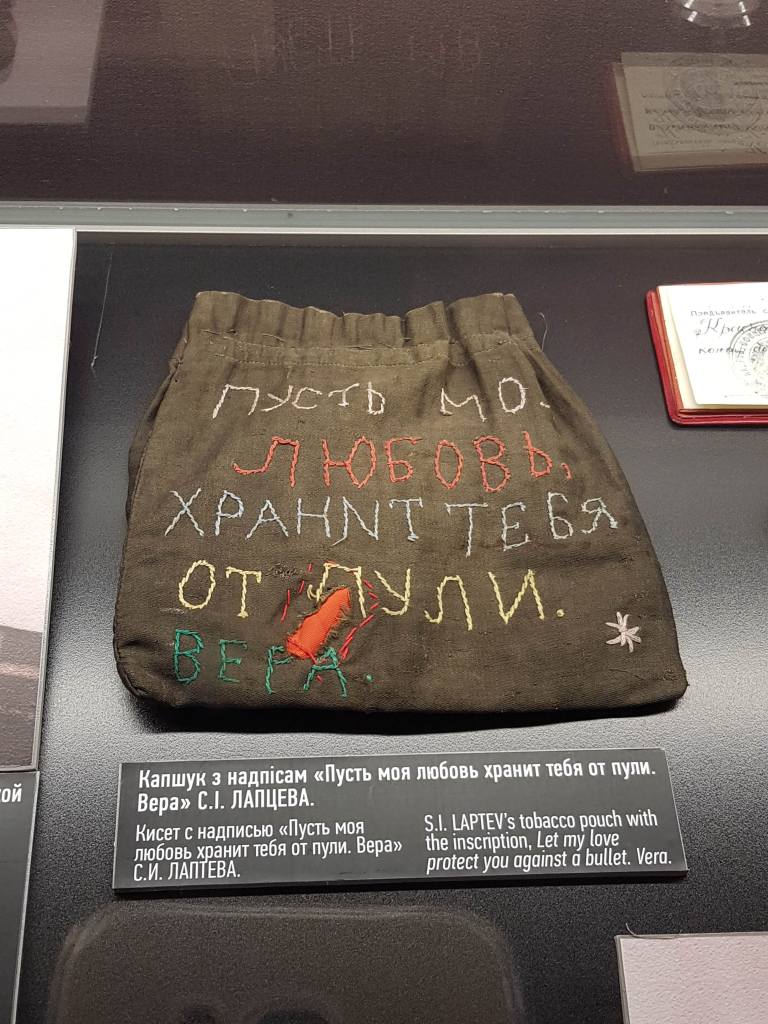 ПУСТЬ МО.
ЛЮБОВЬ,
ХРАНИТ ТЕБЯ
ОТ ПУЛИ.
ВЕРА.
Капшук з надпісам «Пусть моя любовь хранит тебя от пули.
Вера» С.І. ЛАПЦЕВА.
Кисет с надписью «Пусть моя
любовь хранит тебя от пули. Вера»
С.И. ЛАПТЕВА.
S.I. LAPTEV's tobacco pouch with
the inscription, Let my love
protect you against a bullet. Vera.